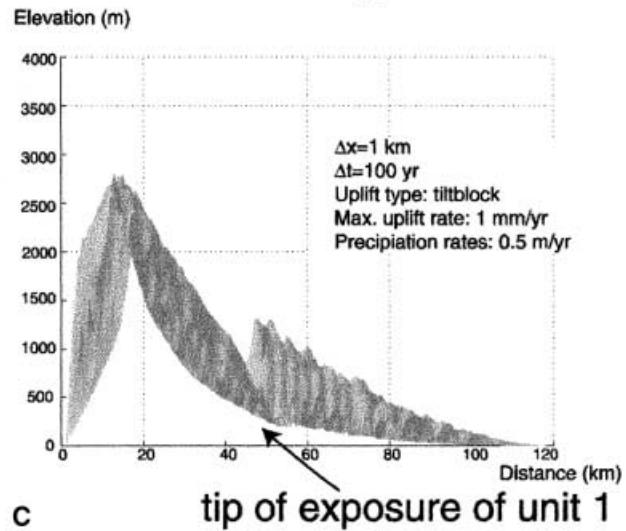 Elevation (m)
4000
3500
3000
2500
2000
1500
1000
500
0
Δx=1 km
Δt=100 yr
Uplift type: tiltblock
Max. uplift rate: 1 mm/yr
Precipiation rates: 0.5 m/yr
0 20 40 60 80 100 120
Distance (km)
c tip of exposure of unit 1